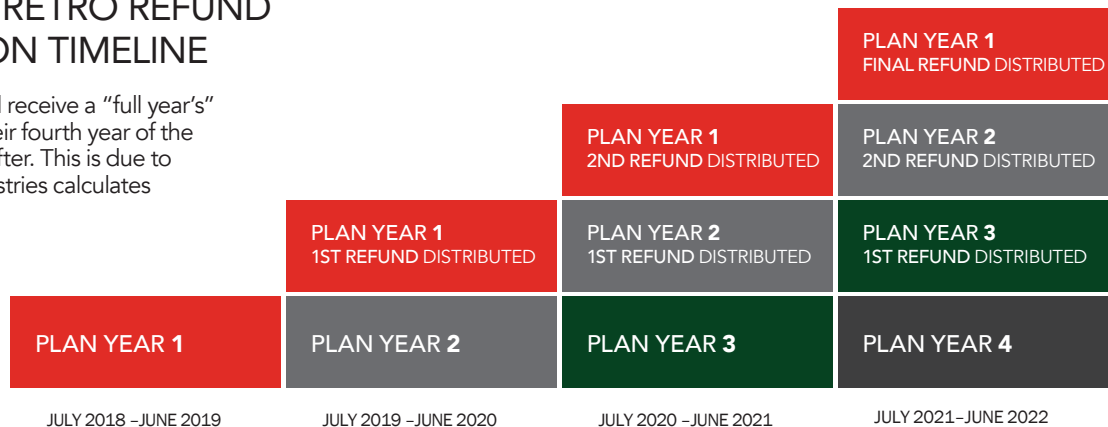 RETRO REFUND
ON TIMELINE
receive a “full year’s”
fourth year of the
This is due to
calculates
PLAN YEAR 1
FINAL REFUND DISTRIBUTED
PLAN YEAR 1
2ND REFUND DISTRIBUTED
PLAN YEAR 2
2ND REFUND DISTRIBUTED
PLAN YEAR 1
1ST REFUND DISTRIBUTED
PLAN YEAR 2
1ST REFUND DISTRIBUTED
PLAN YEAR 3
1ST REFUND DISTRIBUTED
PLAN YEAR 1
PLAN YEAR 2
PLAN YEAR 3
PLAN YEAR 4
JULY 2018 –JUNE 2019
JULY 2019 –JUNE 2020
JULY 2020 –JUNE 2021
JULY 2021–JUNE 2022